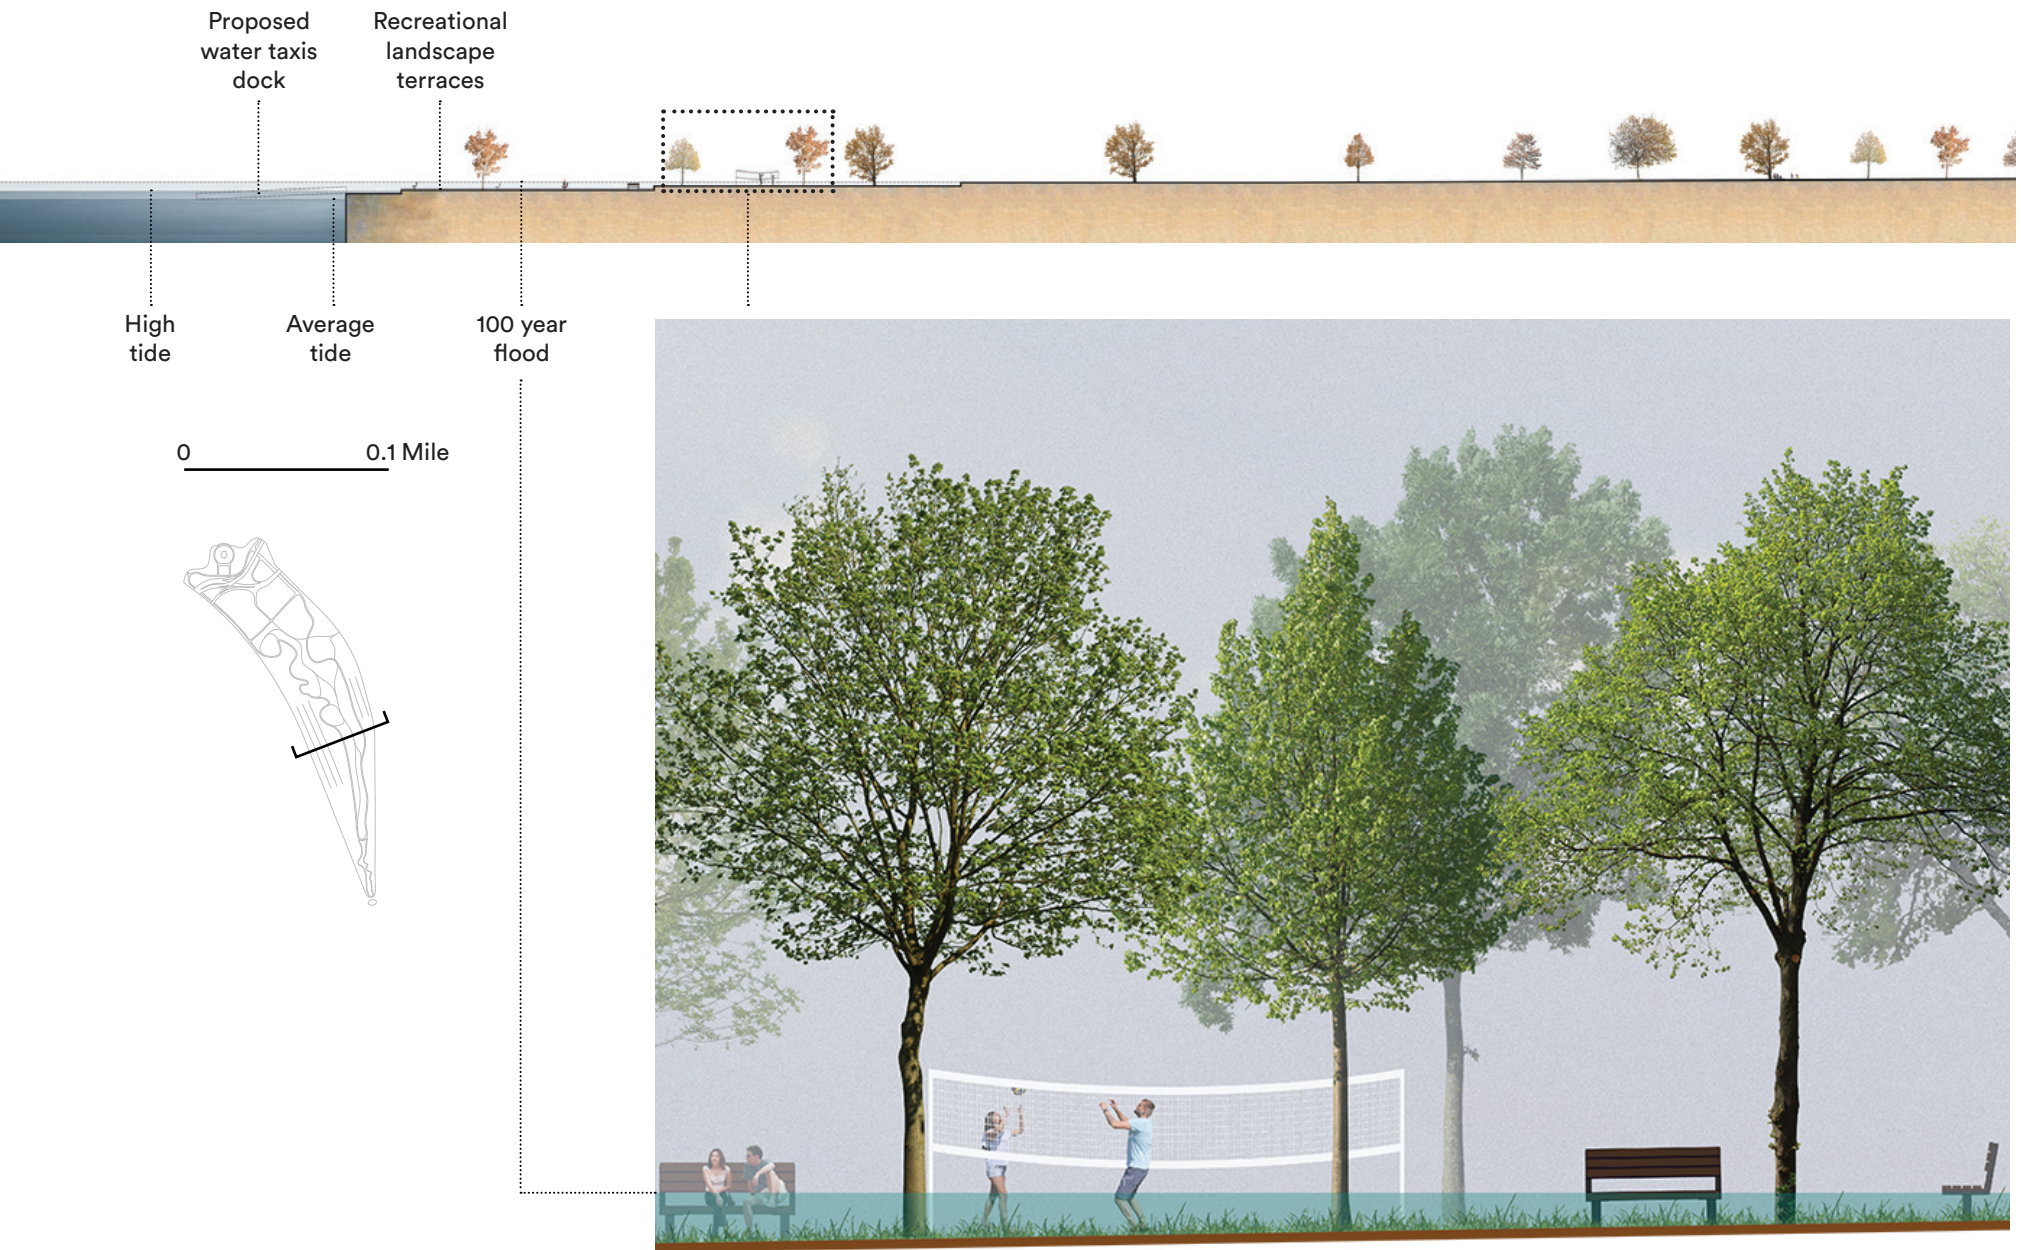 Proposed
water taxis
dock
Recreational
landscape
terraces
High
tide
Average
tide
100 year
flood
0
0.1 Mile